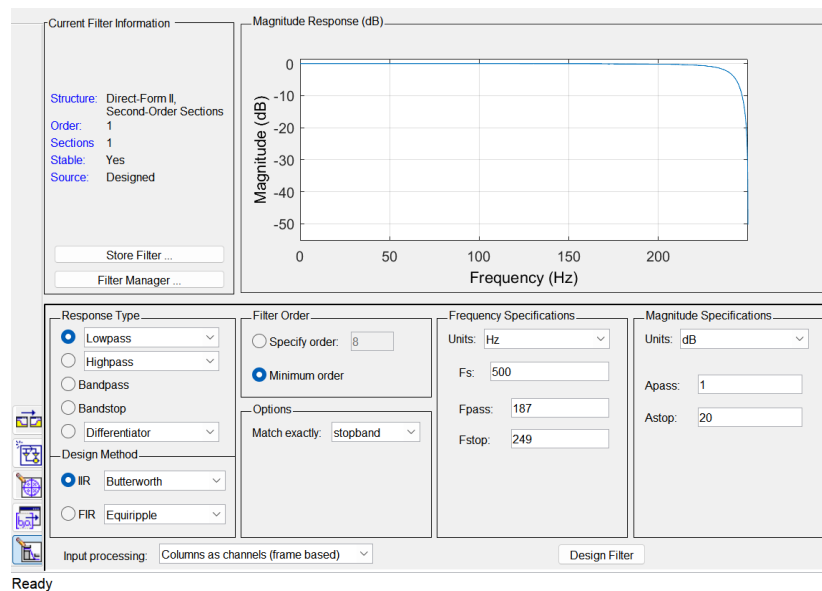 Current Filter Information
Structure: Direct-Form II,
Second-Order Sections
Order: 1
Sections 1
Stable: Yes
Source: Designed
Store Filter ...
Filter Manager ...
Magnitude Response (dB)
Magnitude (dB)
0
-10
-20
-30
-40
-50
0 50 100 150 200
Frequency (Hz)
Response Type
Lowpass
Highpass
Bandpass
Bandstop
Differentiator
Design Method
IIR Butterworth
FIR Equiripple
Filter Order
Specify order: 8
Minimum order
Options
Match exactly: stopband
Frequency Specifications
Units: Hz
Fs: 500
Fpass: 187
Fstop: 249
Magnitude Specifications
Units: dB
Apass: 1
Astop: 20
Input processing: Columns as channels (frame based)
Design Filter
Ready